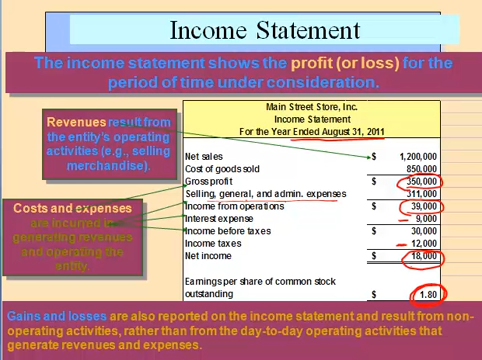 Income Statement
The income statement shows the profit (or loss) for the
period of time under consideration.
Revenues result from
the entity's operating
activities (e.g., selling
merchandise).
Costs and expenses
are incurred in
generating revenues
and operating the
entity.
Main Street Store, Inc.
Income Statement
For the Year Ended August 31, 2011
Net sales $ 1,200,000
Cost of goods sold 850,000
Gross profit $ 350,000
Selling, general, and admin. expenses 311,000
Income from operations $ 39,000
Interest expense 9,000
Income before taxes $ 30,000
Income taxes 12,000
Net income $ 18,000
Earnings per share of common stock
outstanding $ 1.80
Gains and losses are also reported on the income statement and result from non-
operating activities, rather than from the day-to-day operating activities that
generate revenues and expenses.